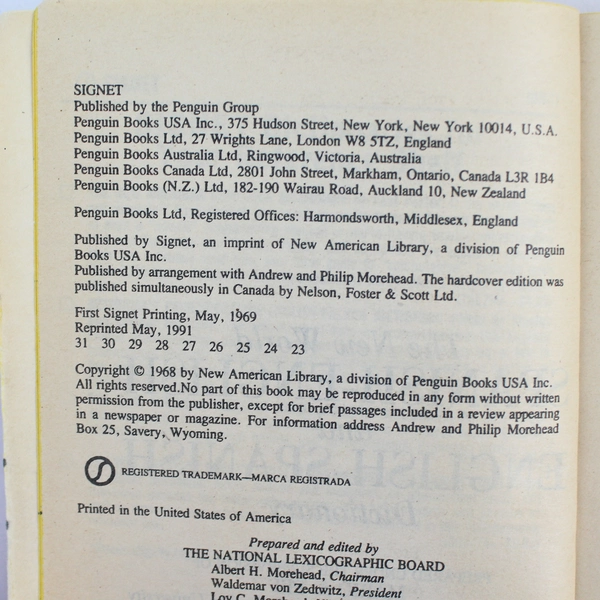 SIGNET
Published by the Penguin Group
Penguin Books USA Inc., 375 Hudson Street, New York, New York 10014, U.S.A.
Penguin Books Ltd, 27 Wrights Lane, London W8 5TZ, England
Penguin Books Australia Ltd, Ringwood, Victoria, Australia
Penguin Books Canada Ltd, 2801 John Street, Markham, Ontario, Canada L3R 1B4
Penguin Books (N.Z.) Ltd, 182-190 Wairau Road, Auckland 10, New Zealand
Penguin Books Ltd, Registered Offices: Harmondsworth, Middlesex, England
Published by Signet, an imprint of New American Library, a division of Penguin
Books USA Inc.
Published by arrangement with Andrew and Philip Morehead. The hardcover edition was
published simultaneously in Canada by Nelson, Foster & Scott Ltd.
First Signet Printing, May, 1969
Reprinted May, 1991
31 30 29 28 27 26 25 24 23
Copyright © 1968 by New American Library, a division of Penguin Books USA Inc.
All rights reserved.No part of this book may be reproduced in any form without written
permission from the publisher, except for brief passages included in a review appearing
in a newspaper or magazine. For information address Andrew and Philip Morehead
Box 25, Savery, Wyoming.
REGISTERED TRADEMARK—MARCA REGISTRADA
Printed in the United States of America
Prepared and edited by
THE NATIONAL LEXICOGRAPHIC BOARD
Albert H. Morehead, Chairman
Waldemar von Zedtwitz, President